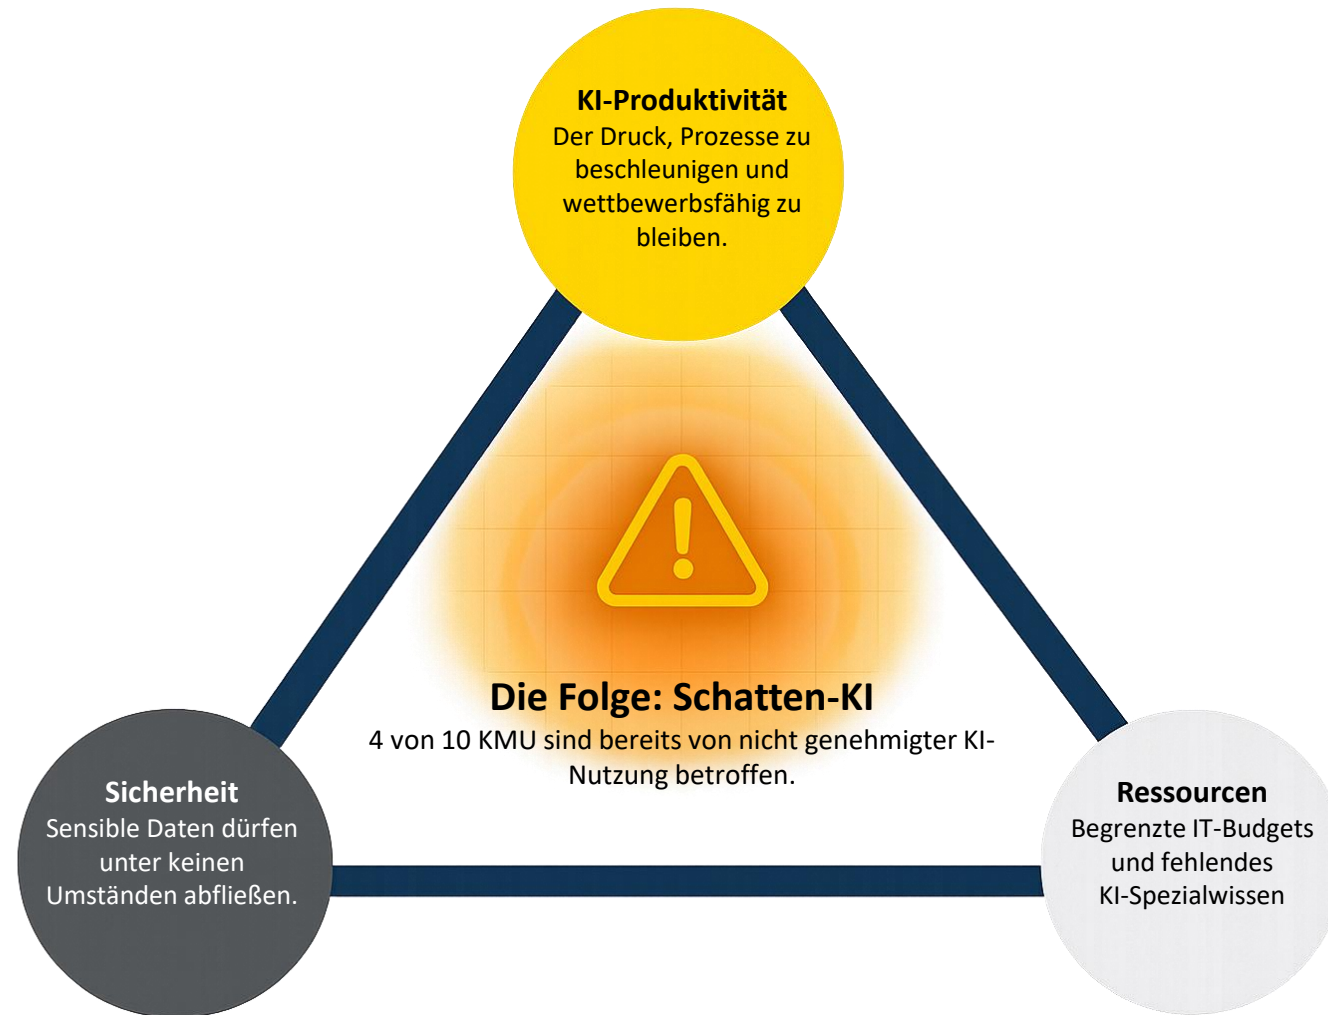 KI-Produktivität
Der Druck, Prozesse zu
beschleunigen und
wettbewerbsfähig zu
bleiben.
Die Folge: Schatten-KI
4 von 10 KMU sind bereits von nicht genehmigter KI-
Nutzung betroffen.
Sicherheit
Sensible Daten dürfen
unter keinen
Umständen abfließen.
Ressourcen
Begrenzte IT-Budgets
und fehlendes
KI-Spezialwissen